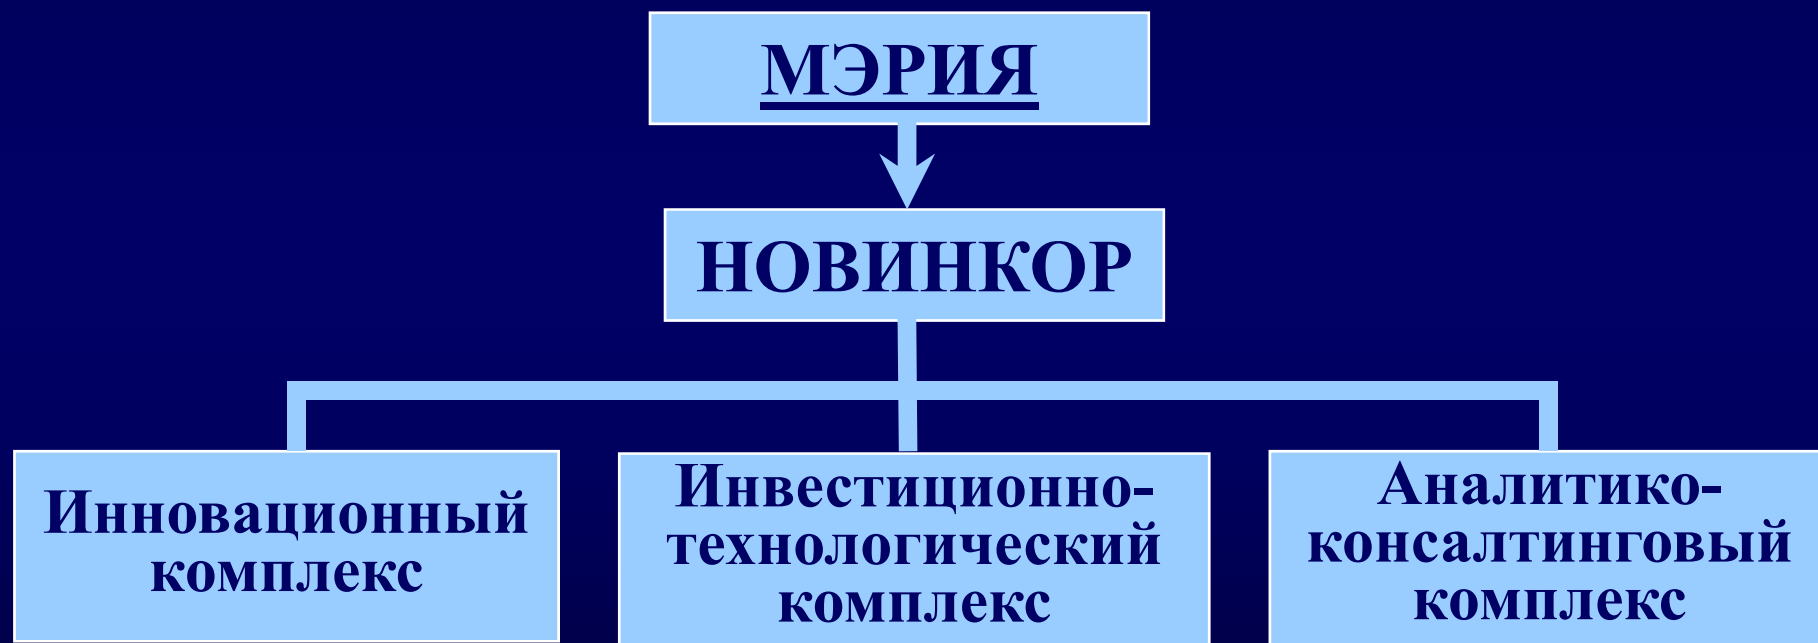 МЭРИЯ
НОВИНКОР
Инновационный
комплекс
Инвестиционно-
технологический
комплекс
Аналитико-
консалтинговый
комплекс